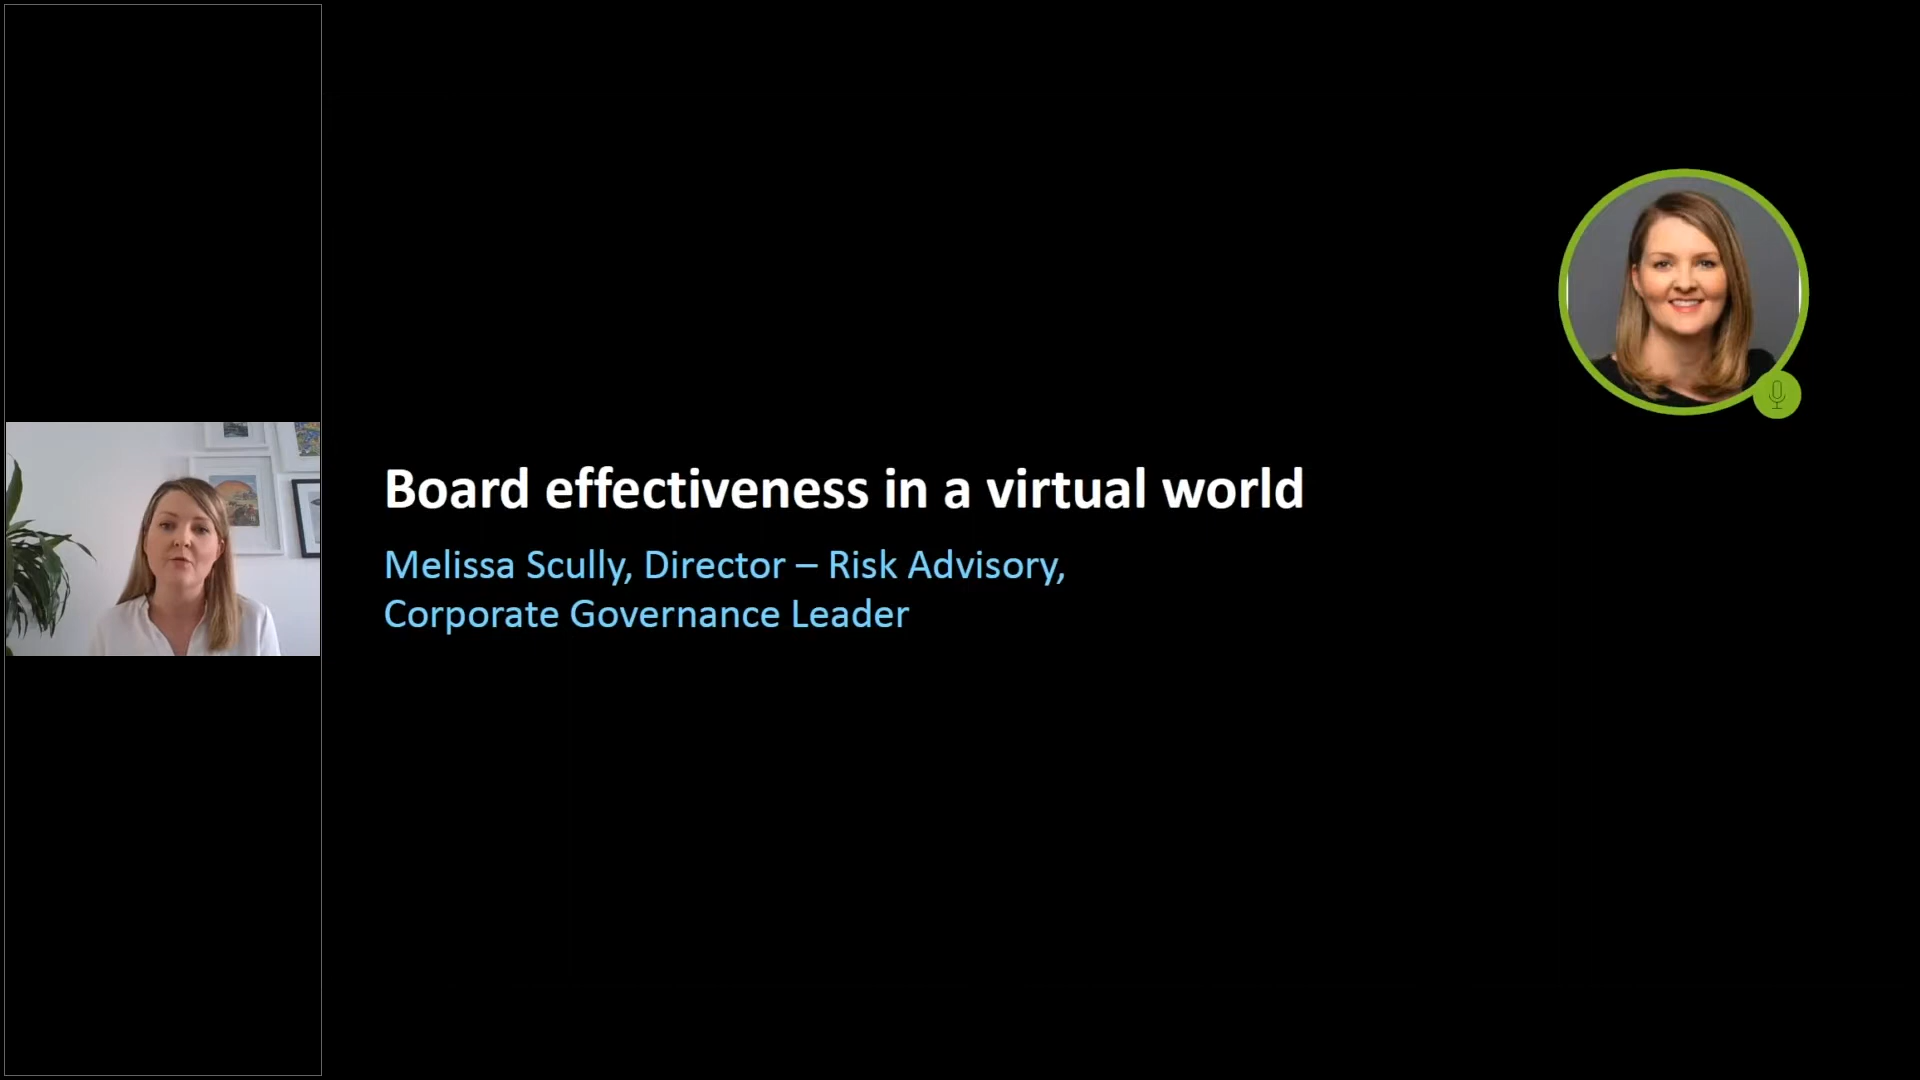 Board effectiveness in a virtual world
Melissa Scully, Director – Risk Advisory,
Corporate Governance Leader